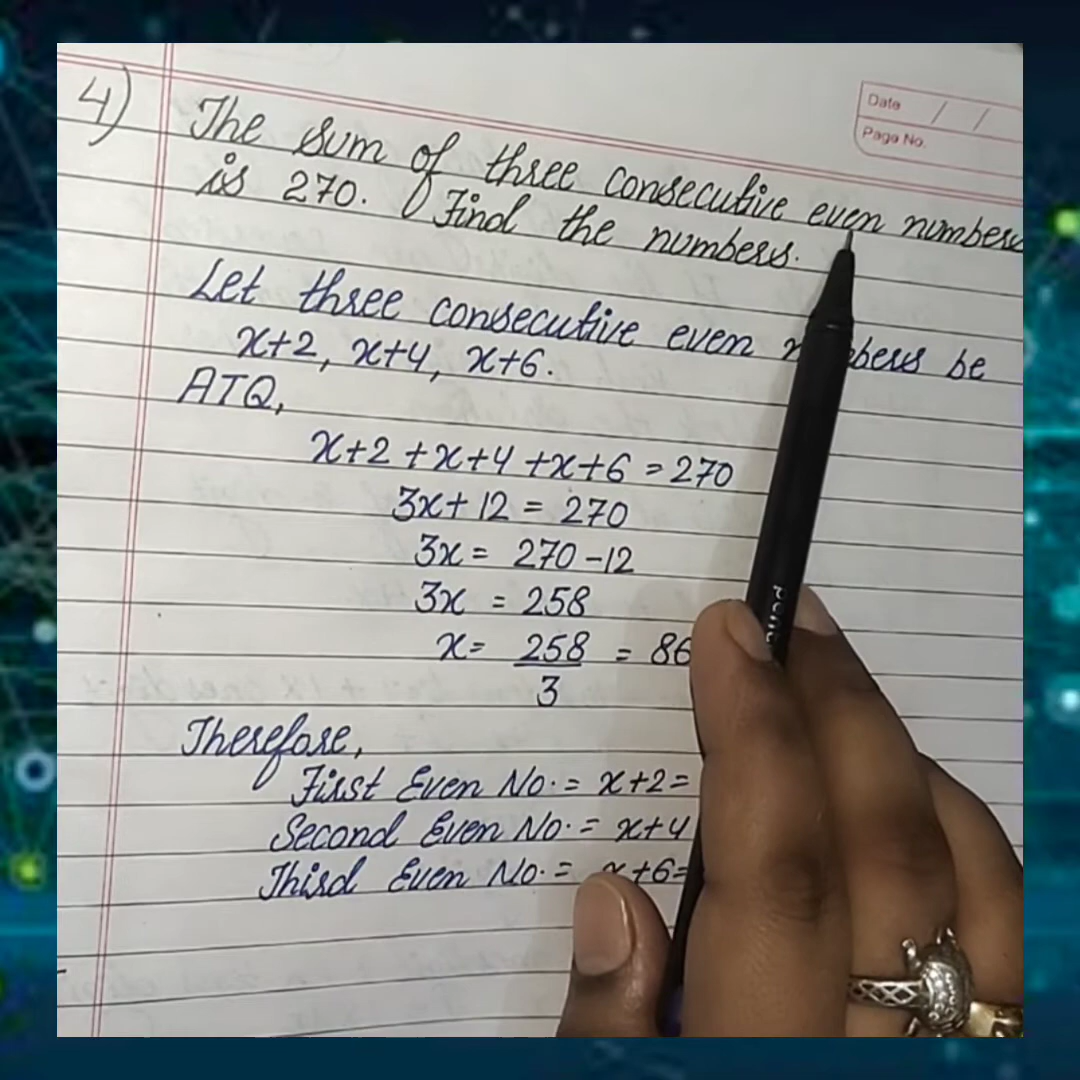 Date / /
Page No.
4) The sum of three consecutive even numbers
is 270. Find the numbers.
Let three consecutive even be
x+2, x+4, x+6.
ATQ,
x+2+x+4+x+6=270
3x+12 = 270
3x = 270-12
3x = 258
x= 258/3 = 86
Therefore,
First Even No. = x+2=
Second Even No. = x+4
Third Even No. = x+6=